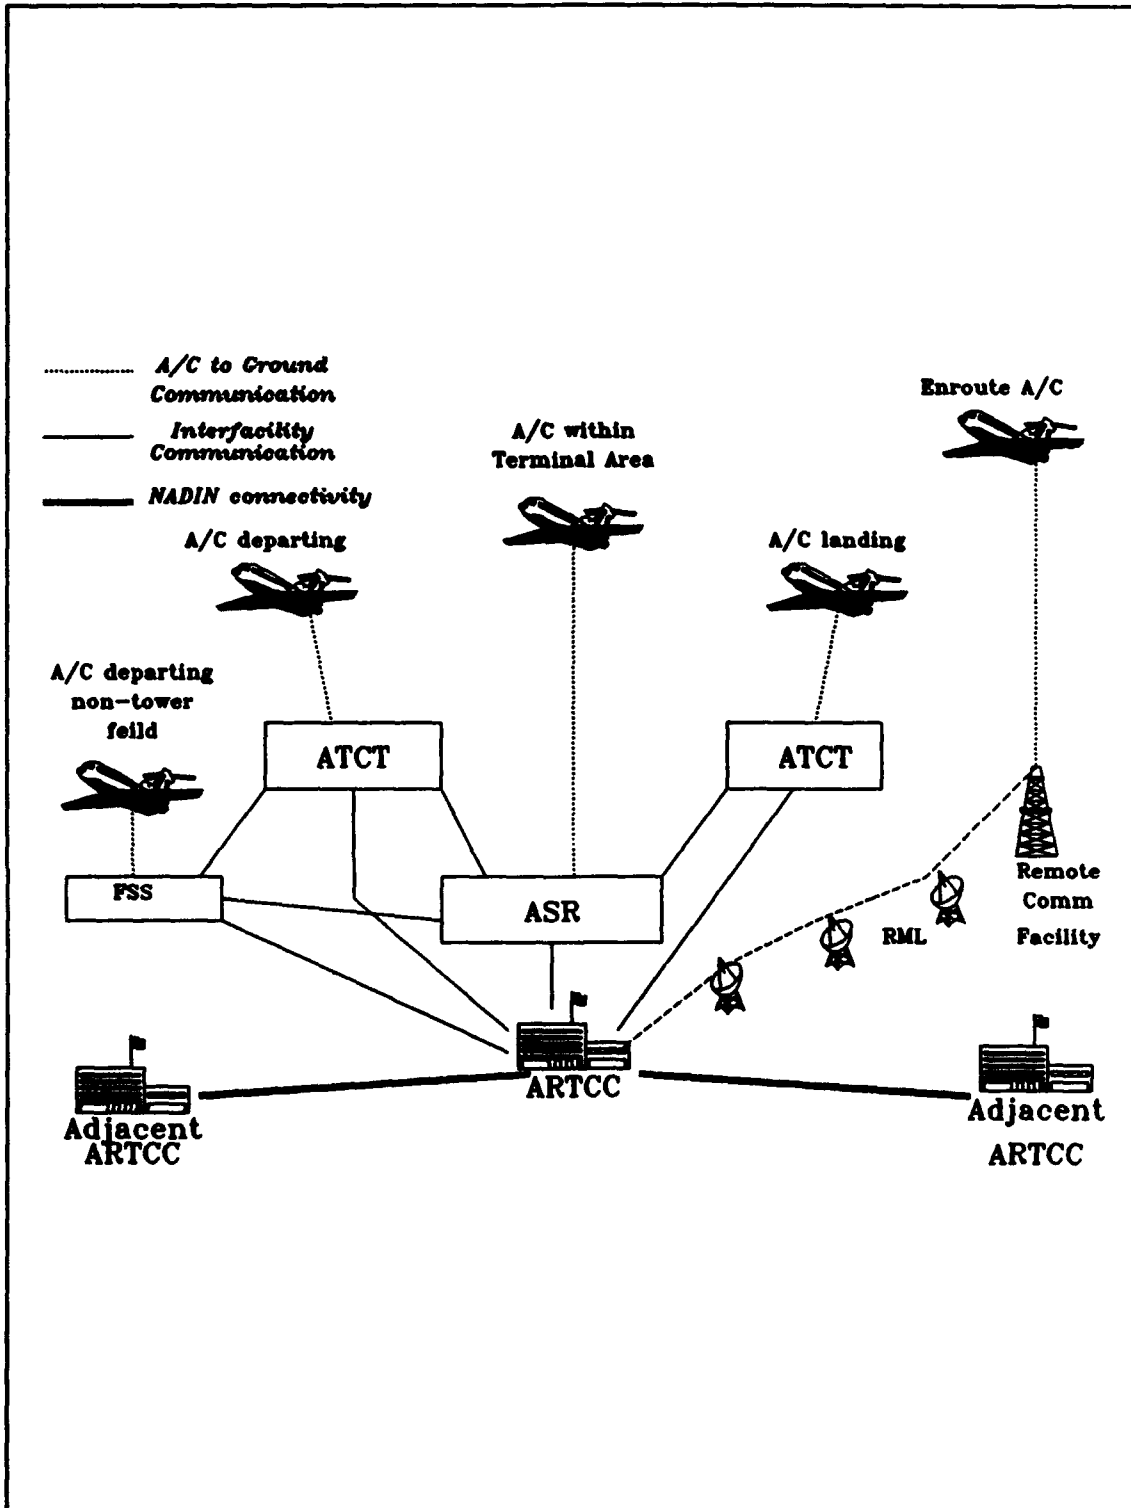 A/C to Ground
Communication
Interfacility
Communication
NADIN connectivity
Enroute A/C
A/C within
Terminal Area
A/C departing
A/C landing
A/C departing
non-tower
feild
ATCT
ATCT
FSS
ASR
Remote
Comm
Facility
RML
ARTCC
Adjacent
ARTCC
Adjacent
ARTCC